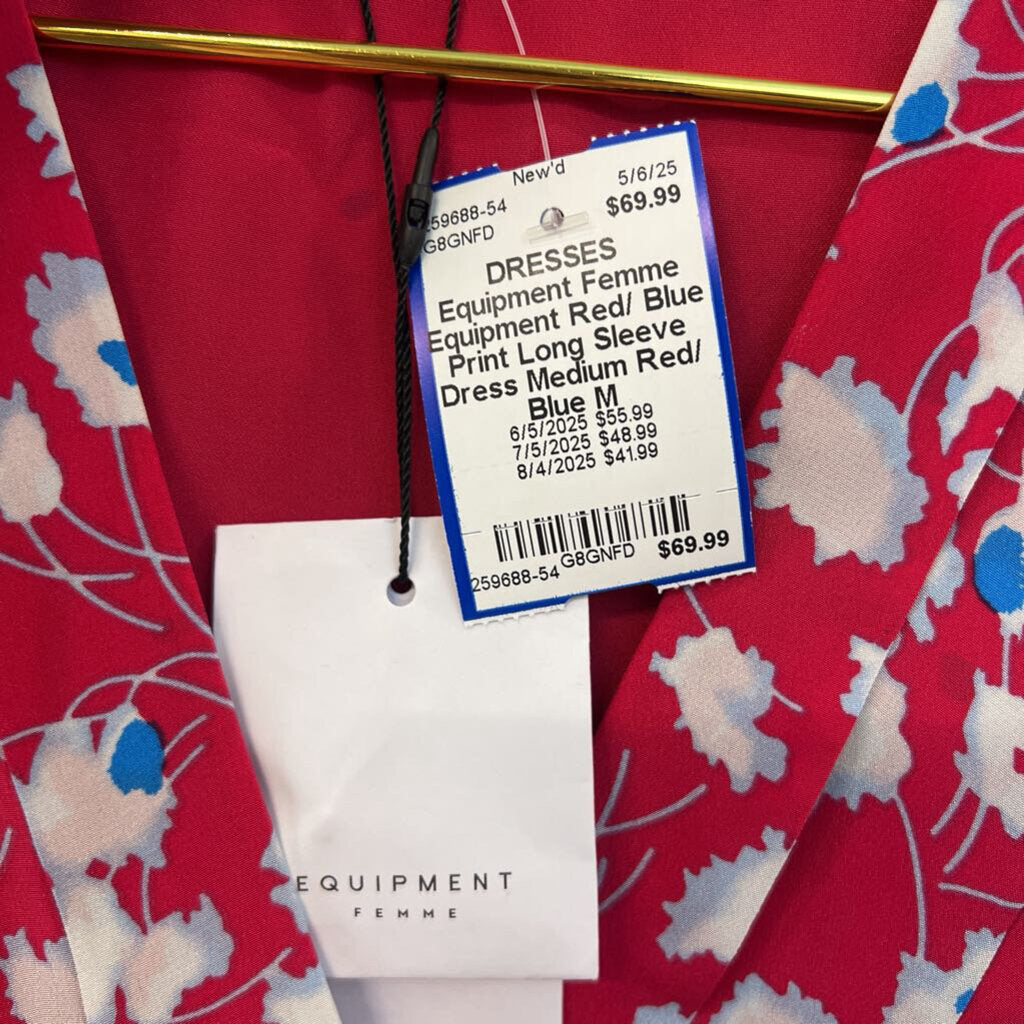 New'd
5/6/25
259688-54
$69.99
G8GNFD
DRESSES
Equipment Femme
Equipment Red/ Blue
Print Long Sleeve
Dress Medium Red/
Blue M
6/5/2025 $55.99
7/5/2025 $48.99
8/4/2025 $41.99
259688-54 G8GNFD $69.99
EQUIPMENT
FEMME